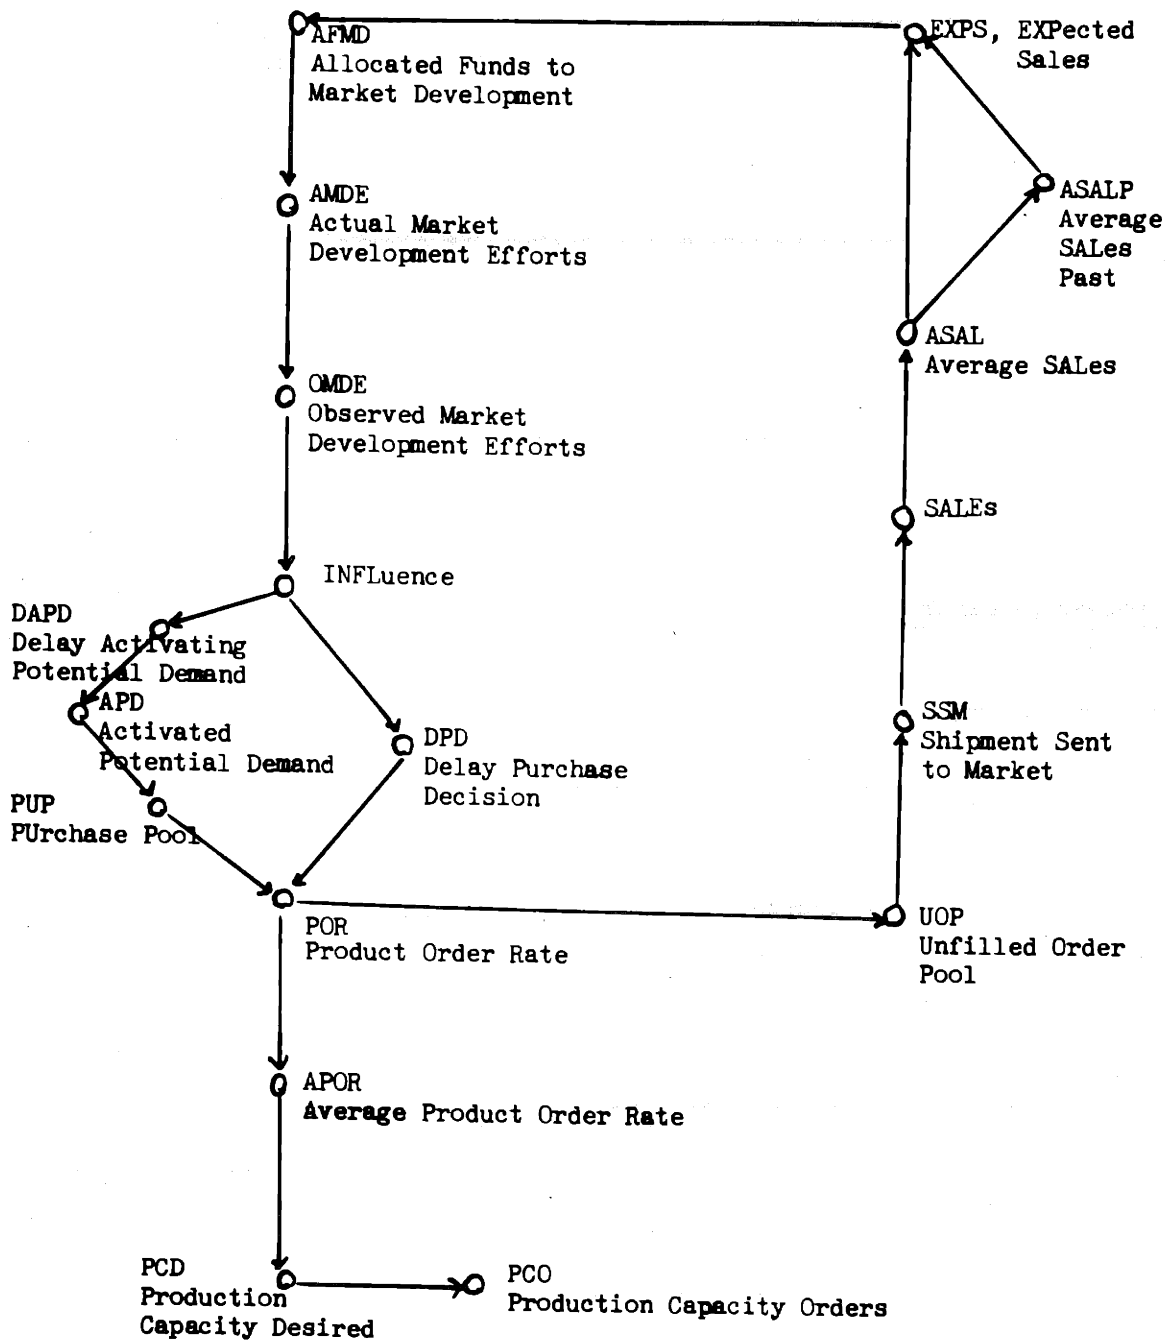 AFMD
Allocated Funds to
Market Development
EXPS, EXPected
Sales
AMDE
Actual Market
Development Efforts
ASALP
Average
SALes
Past
ASAL
Average SALes
OMDE
Observed Market
Development Efforts
SALEs
INFLuence
DAPD
Delay Activating
Potential Demand
APD
Activated
Potential Demand
DPD
Delay Purchase
Decision
SSM
Shipment Sent
to Market
PUP
PUrchase Pool
POR
Product Order Rate
UOP
Unfilled Order
Pool
APOR
Average Product Order Rate
PCD
Production
Capacity Desired
PCO
Production Capacity Orders